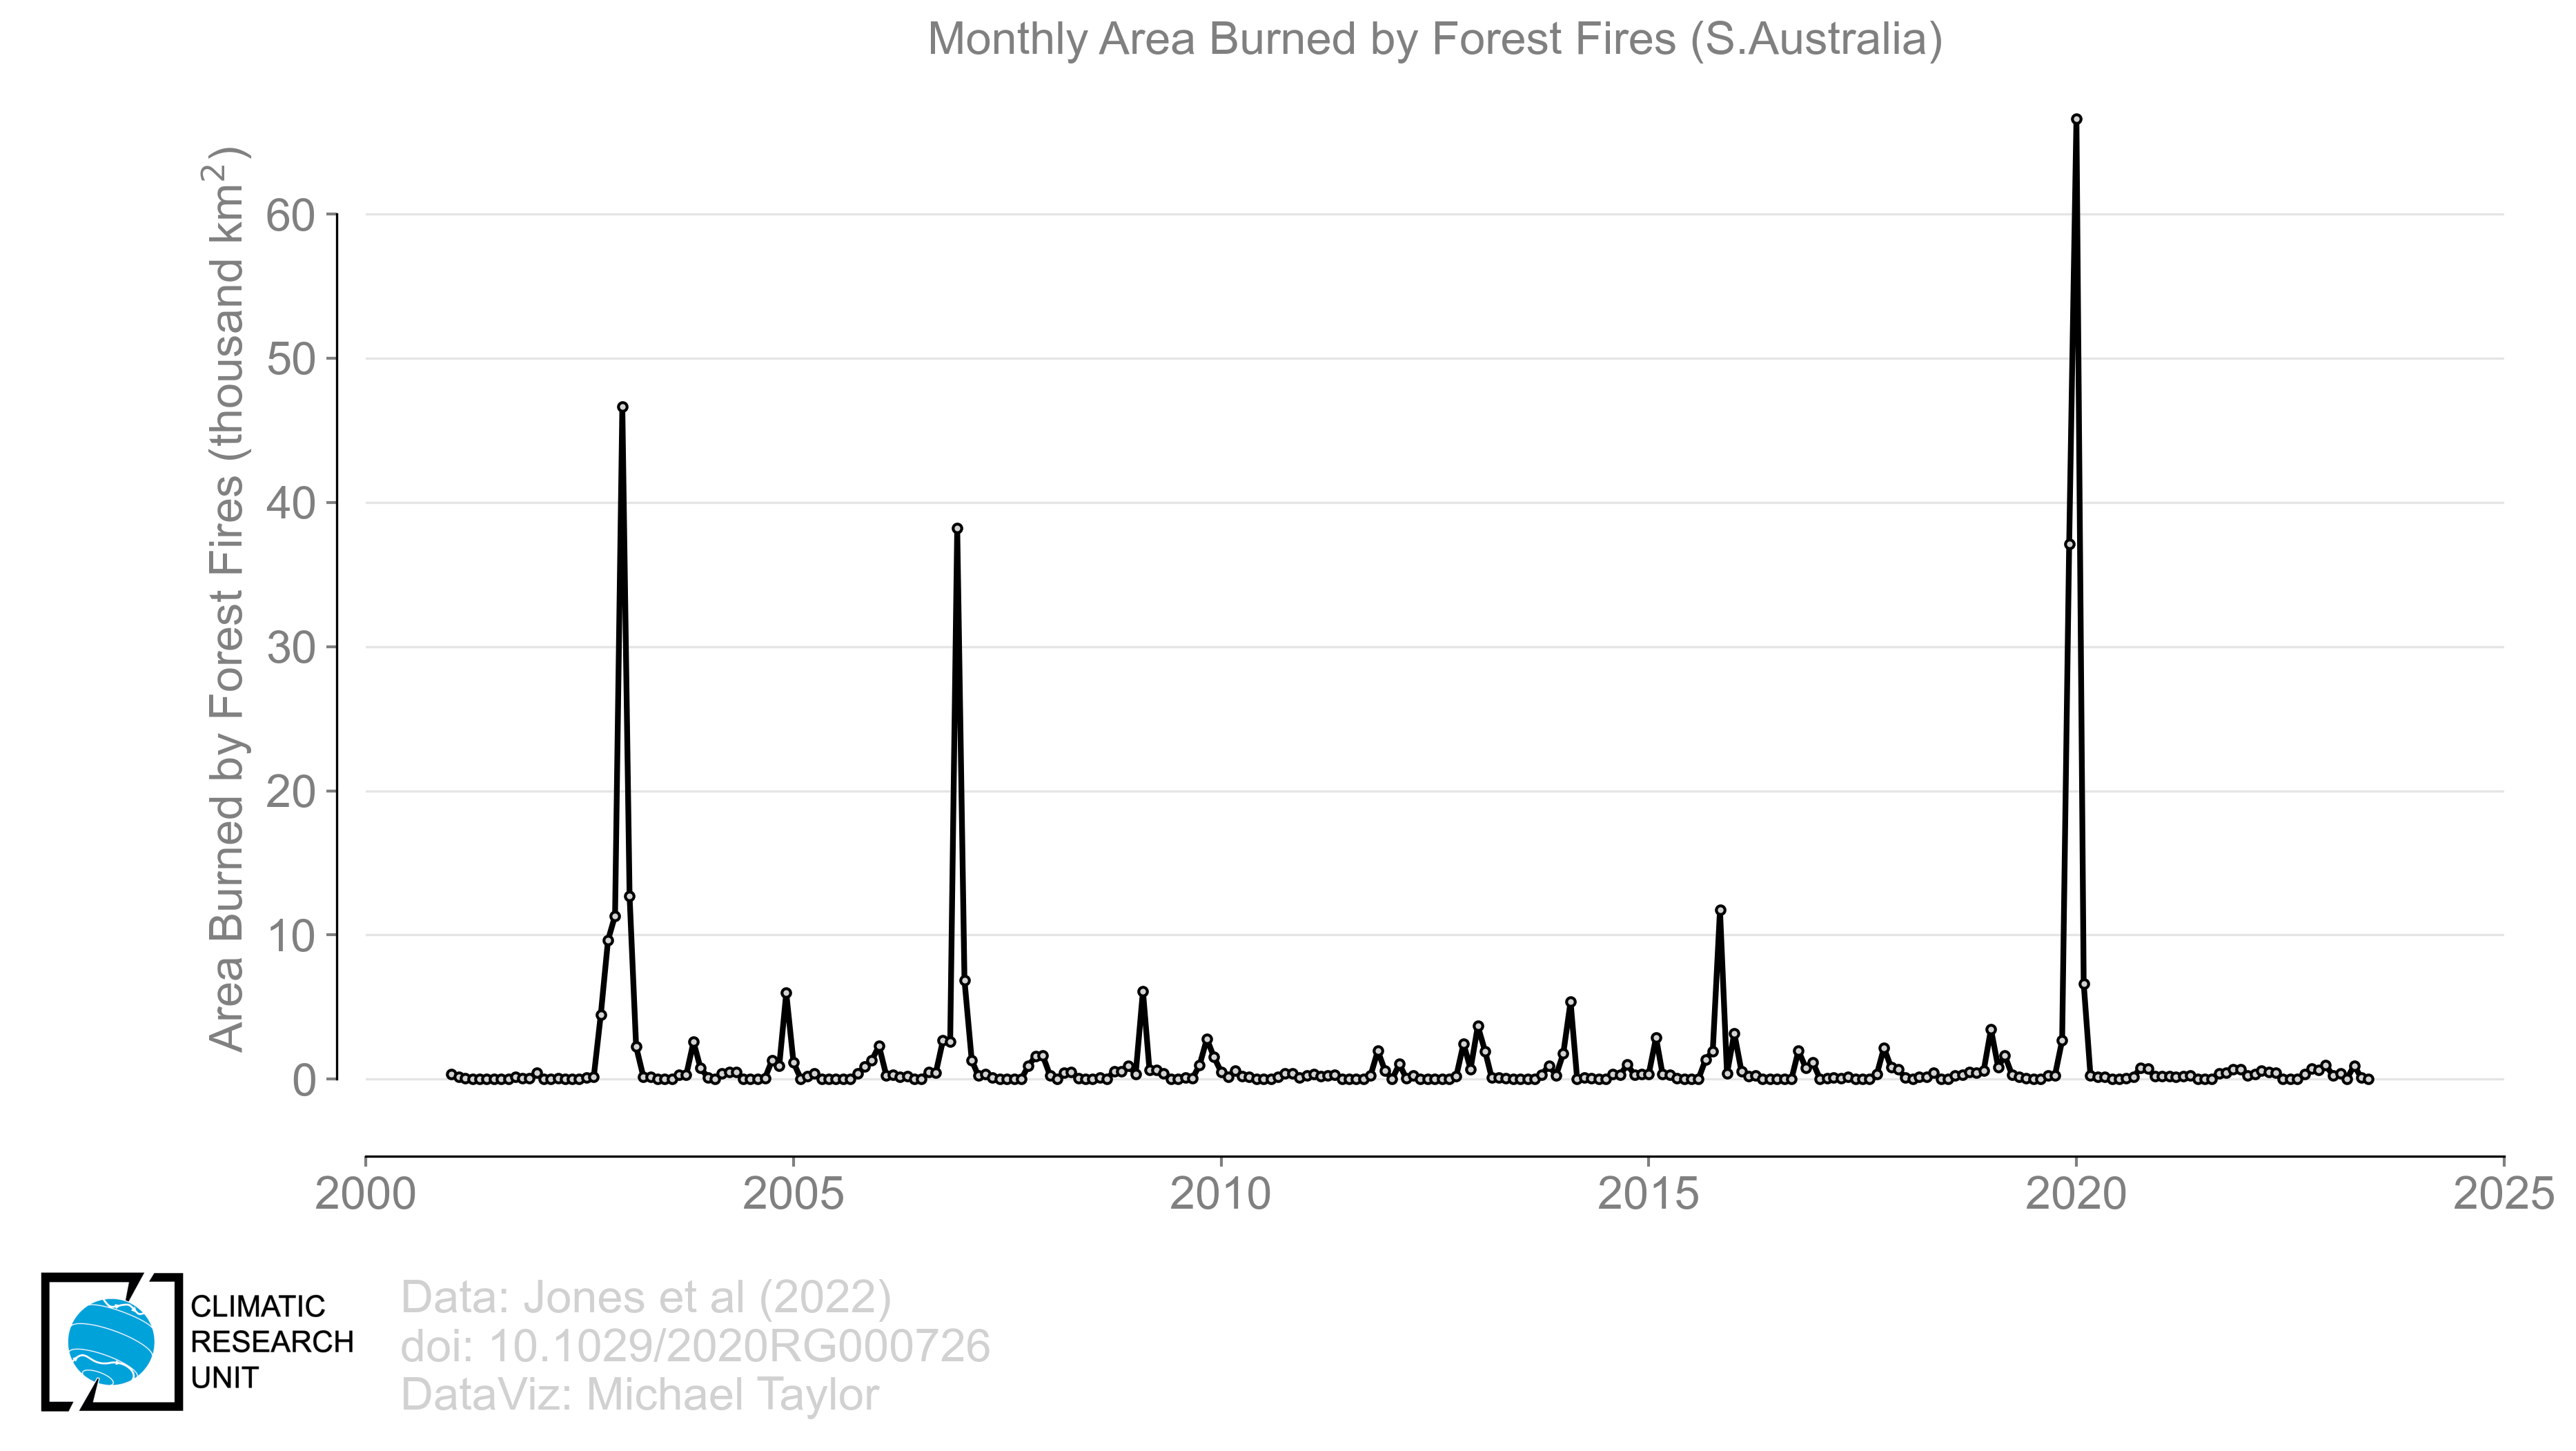 Monthly Area Burned by Forest Fires (S.Australia)
Area Burned by Forest Fires (thousand km²)
60
50
40
30
20
10
0
2000 2005 2010 2015 2020 2025
CLIMATIC
RESEARCH
UNIT
Data: Jones et al (2022)
doi: 10.1029/2020RG000726
DataViz: Michael Taylor